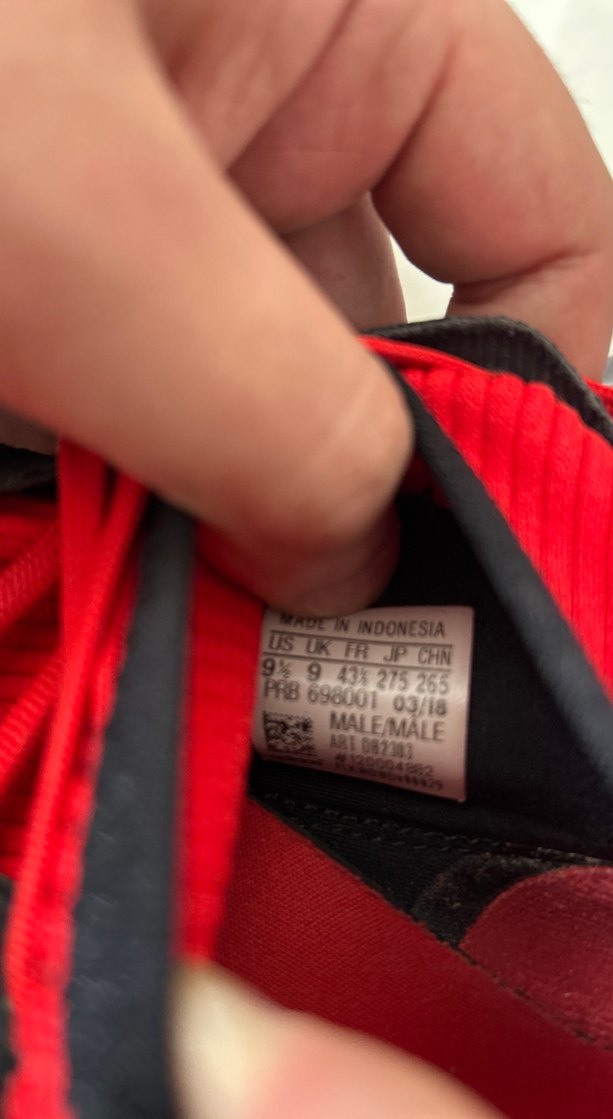 MADE IN INDONESIA
US UK FR JP CHN
9½ 9 43⅓ 275 265
PRB 698001 03/18
MALE/MÂLE
ART DB2303